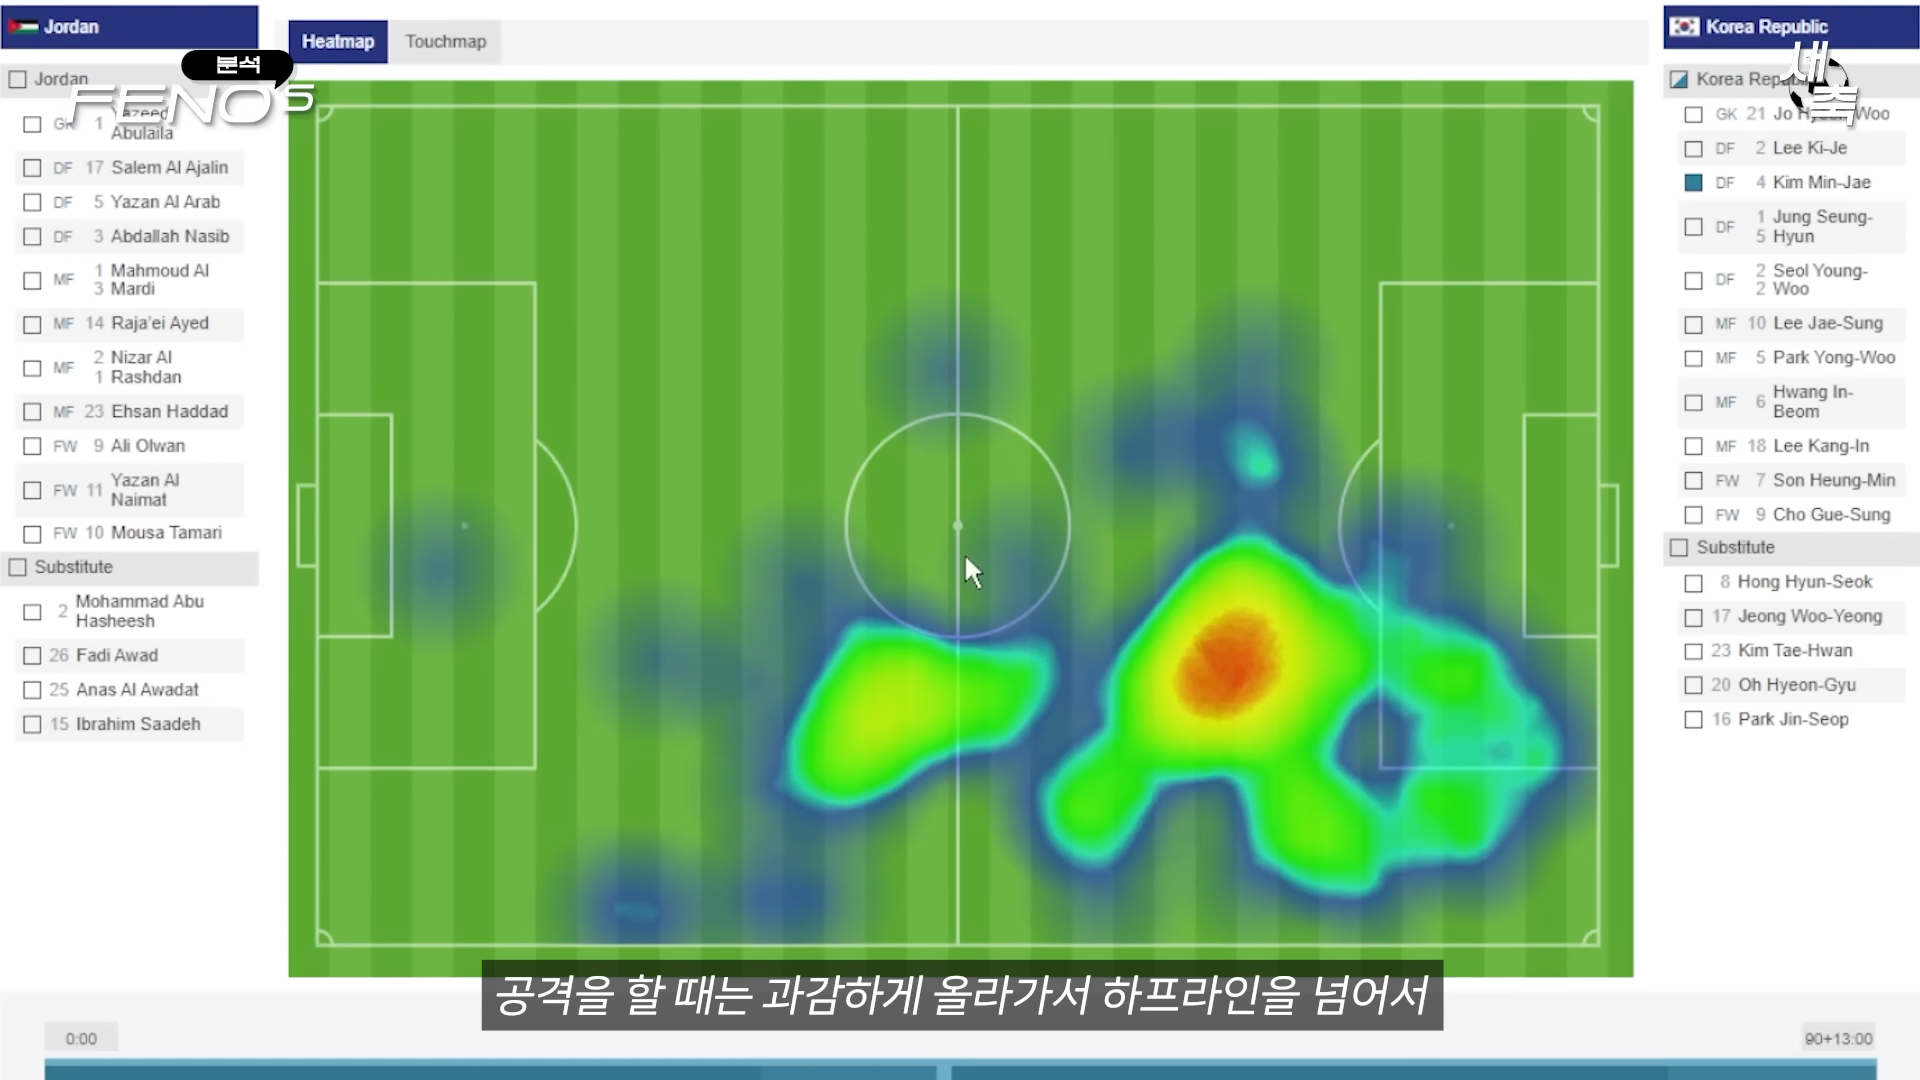 Jordan
Heatmap
Touchmap
Korea Republic
분석
FENO'S
세축
Jordan
GK 1 Yazeed
Abulaila
DF 17 Salem Al Ajalin
DF 5 Yazan Al Arab
DF 3 Abdallah Nasib
MF 1 Mahmoud Al
3 Mardi
MF 14 Raja'ei Ayed
MF 2 Nizar Al
1 Rashdan
MF 23 Ehsan Haddad
FW 9 Ali Olwan
FW 11 Yazan Al
Naimat
FW 10 Mousa Tamari
Substitute
2 Mohammad Abu
Hasheesh
26 Fadi Awad
25 Anas Al Awadat
15 Ibrahim Saadeh
Korea Republic
GK 21 Jo Hyeon-Woo
DF 2 Lee Ki-Je
DF 4 Kim Min-Jae
DF 1 Jung Seung-
5 Hyun
DF 2 Seol Young-
2 Woo
MF 10 Lee Jae-Sung
MF 5 Park Yong-Woo
MF 6 Hwang In-
Beom
MF 18 Lee Kang-In
FW 7 Son Heung-Min
FW 9 Cho Gue-Sung
Substitute
8 Hong Hyun-Seok
17 Jeong Woo-Yeong
23 Kim Tae-Hwan
20 Oh Hyeon-Gyu
16 Park Jin-Seop
공격을 할 때는 과감하게 올라가서 하프라인을 넘어서
0:00
90+13:00